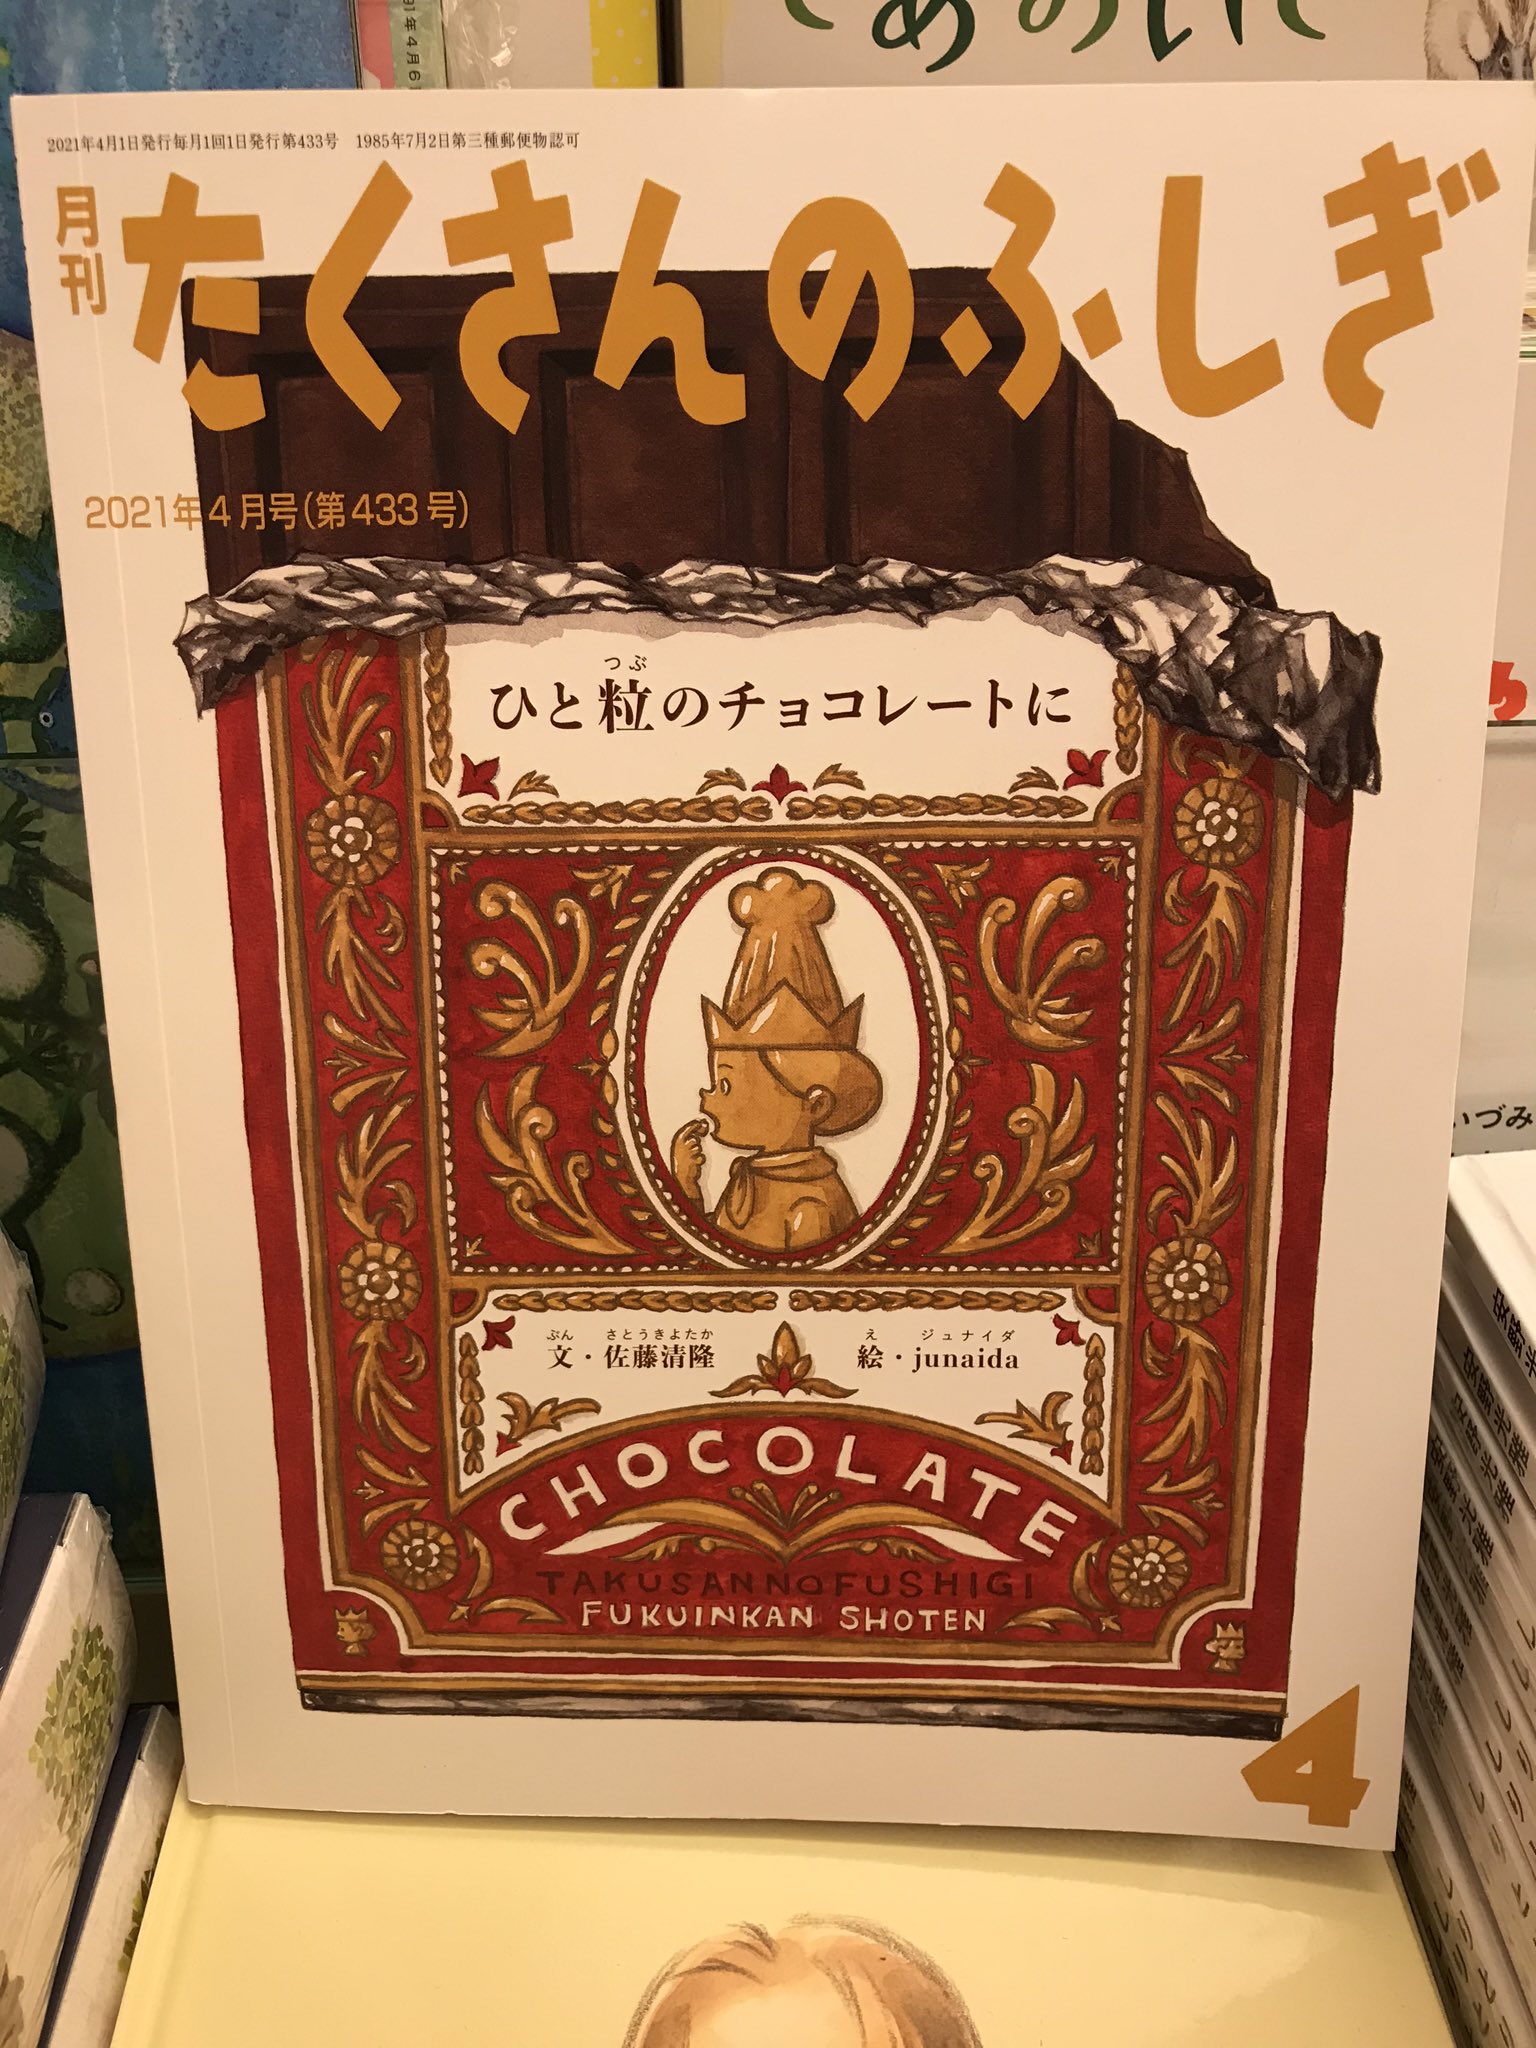 2021年4月1日発行毎月1回1日発行第433号 1985年7月2日第三種郵便物認可
月刊 たくさんのふしぎ
2021年4月号(第433号)
つぶ
ひと粒のチョコレートに
ぶん さとうきよたか え ジュナイダ
文・佐藤清隆 絵・junaida
CHOCOLATE
TAKUSANNOFUSHIGI
FUKUINKAN SHOTEN
4
いづみ